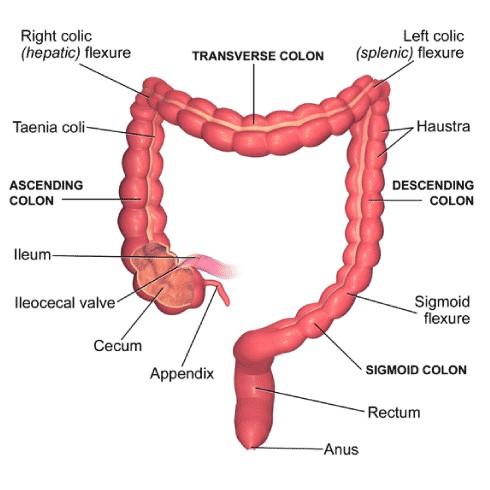 Right colic
(hepatic) flexure
TRANSVERSE COLON
Left colic
(splenic) flexure
Taenia coli
Haustra
ASCENDING
COLON
DESCENDING
COLON
Ileum
Ileocecal valve
Cecum
Appendix
Sigmoid
flexure
SIGMOID COLON
Rectum
Anus